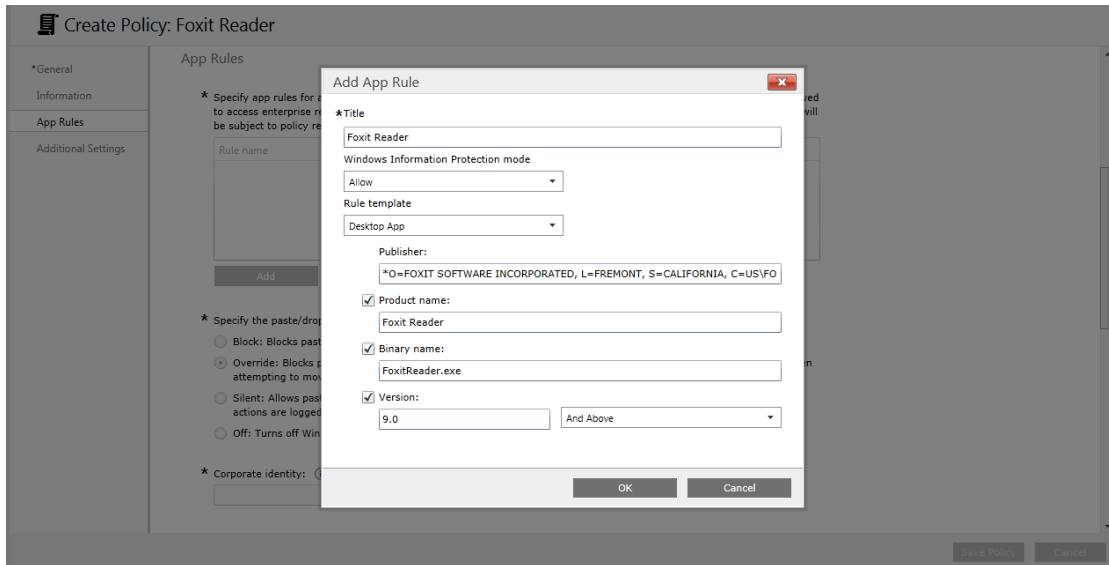 Create Policy: Foxit Reader
*General
Information
App Rules
Additional Settings
App Rules
* Specify app rules for a
to access enterprise re
be subject to policy re
ved
will
Rule name
Add
* Specify the paste/drop
Block: Blocks past
Override: Blocks p
attempting to mov
en
Silent: Allows past
actions are logged
Off: Turns off Win
* Corporate identity:
Add App Rule
*Title
Foxit Reader
Windows Information Protection mode
Allow
Rule template
Desktop App
Publisher:
*O=FOXIT SOFTWARE INCORPORATED, L=FREMONT, S=CALIFORNIA, C=US\FO
Product name:
Foxit Reader
Binary name:
FoxitReader.exe
Version:
9.0 And Above
OK Cancel
Save Policy Cancel